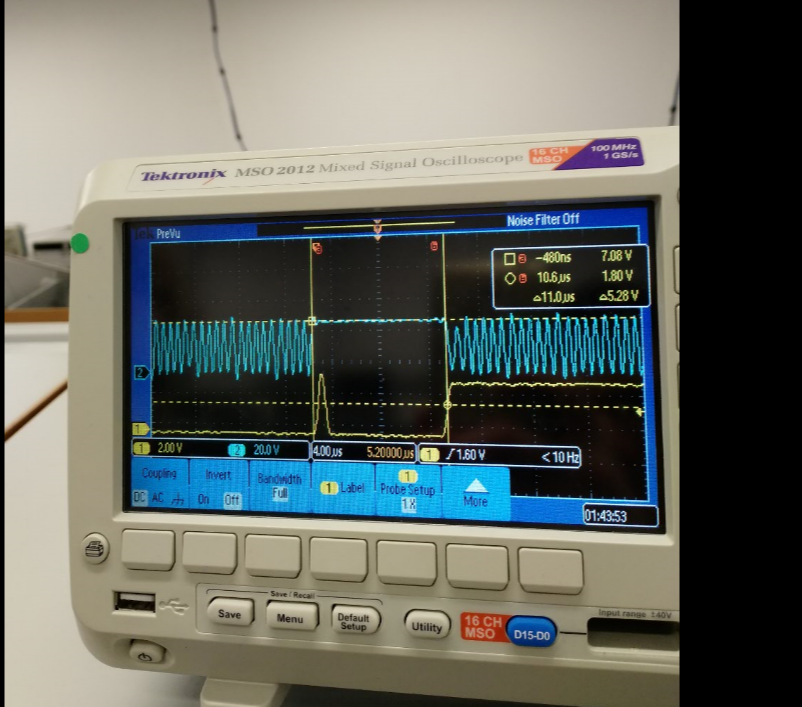 Tektronix MSO 2012 Mixed Signal Oscilloscope
16 CH MSO
100 MHz
1 GS/s
PreVu
Noise Filter Off
a
b
a -480ns 7.08 V
b 10.6µs 1.80 V
△11.0µs △5.28 V
2
1
1 2.00 V
2 20.0 V
4.00µs 5.20000µs
1 1.60 V <10 Hz
Coupling
DC AC
Invert
On Off
Bandwidth
Full
1 Label
1
Probe Setup
1 X
More
01:43:53
Save / Recall
Save
Menu
Default Setup
Utility
16 CH MSO
D15-D0
Input range ±40V